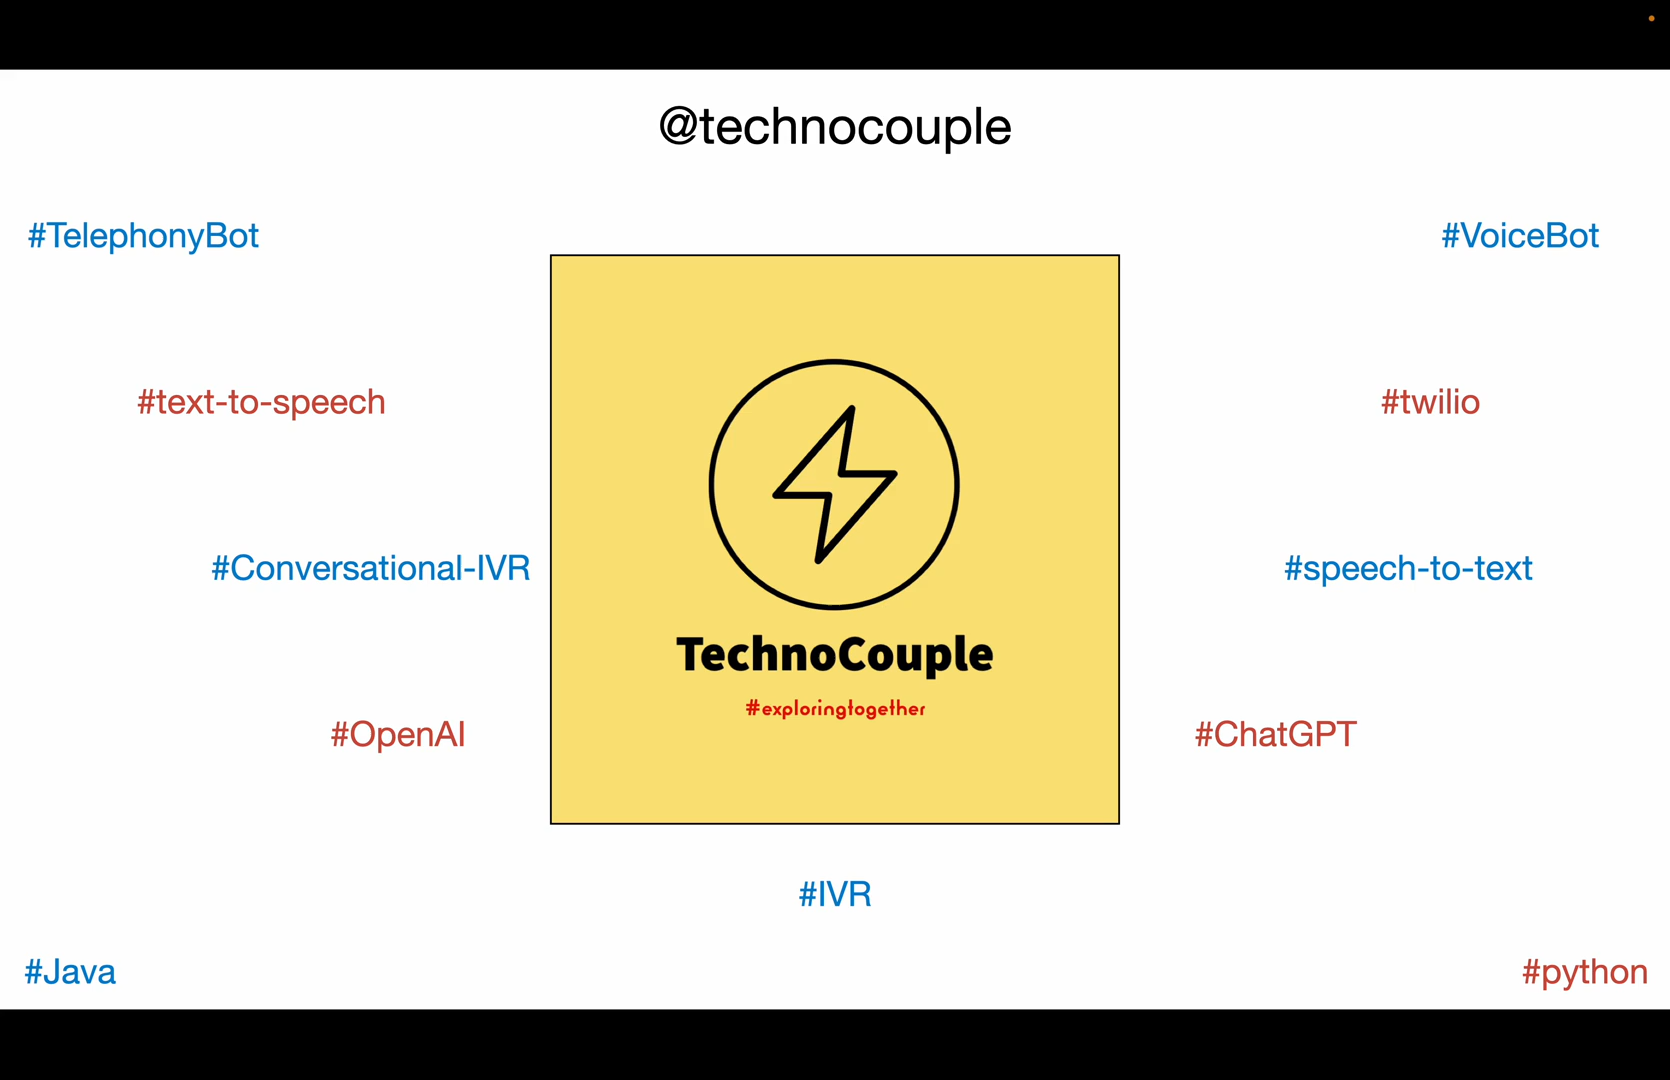 @technocouple
#TelephonyBot
#VoiceBot
#text-to-speech
#twilio
#Conversational-IVR
#speech-to-text
TechnoCouple
#exploringtogether
#OpenAI
#ChatGPT
#IVR
#Java
#python